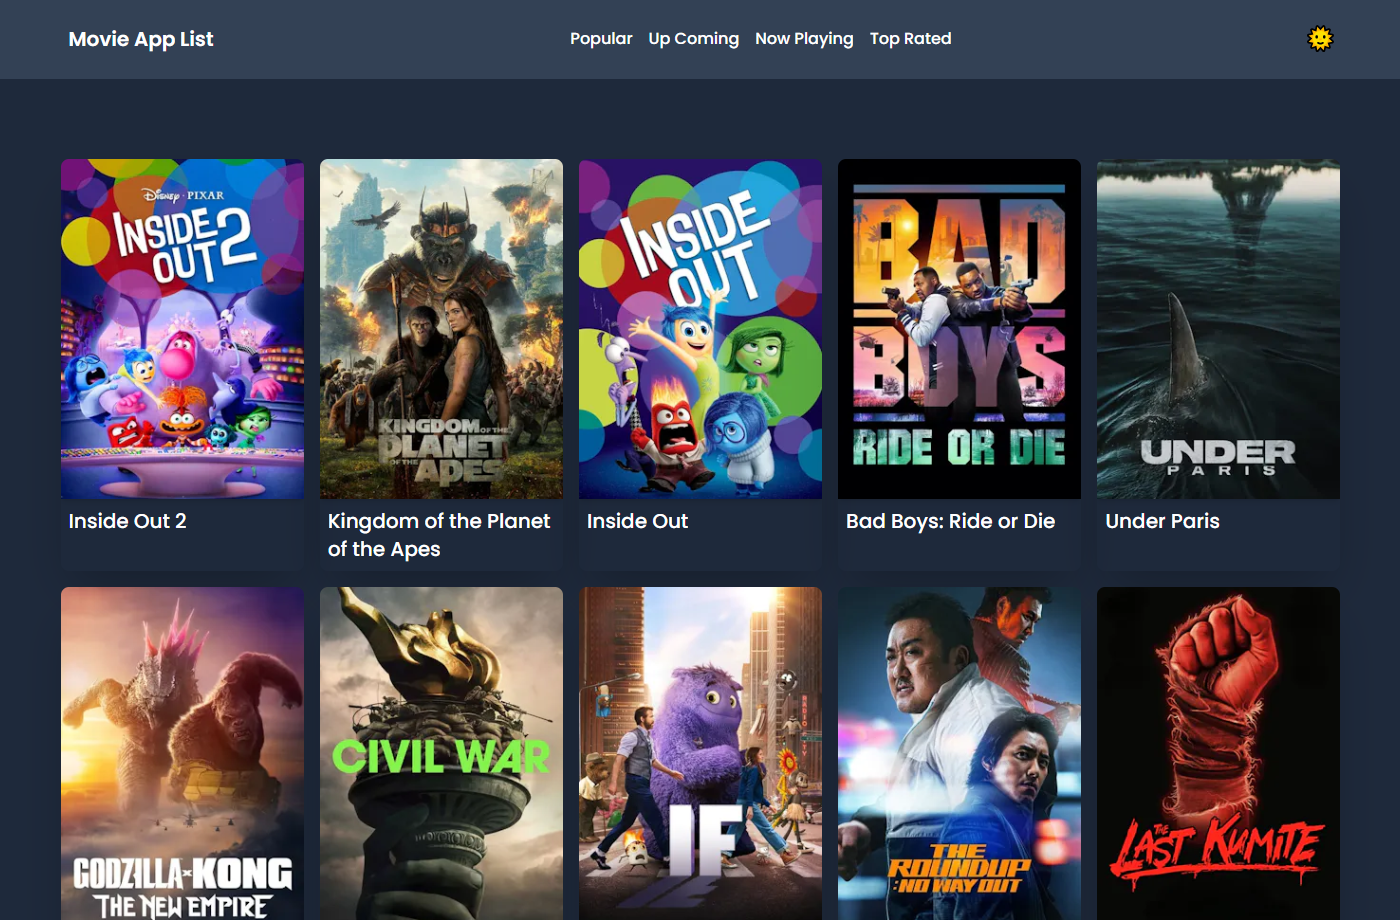 Movie App List
Popular
Up Coming
Now Playing
Top Rated
Disney · PIXAR
INSIDE
OUT 2
KINGDOM OF THE
PLANET
OF THE APES
INSIDE
OUT
BAD
BOYS
RIDE OR DIE
UNDER
PARIS
Inside Out 2
Kingdom of the Planet
of the Apes
Inside Out
Bad Boys: Ride or Die
Under Paris
GODZILLA × KONG
THE NEW EMPIRE
CIVIL WAR
RADIO
IF
THE
ROUNDUP
: NO WAY OUT
THE
LAST KUMITE